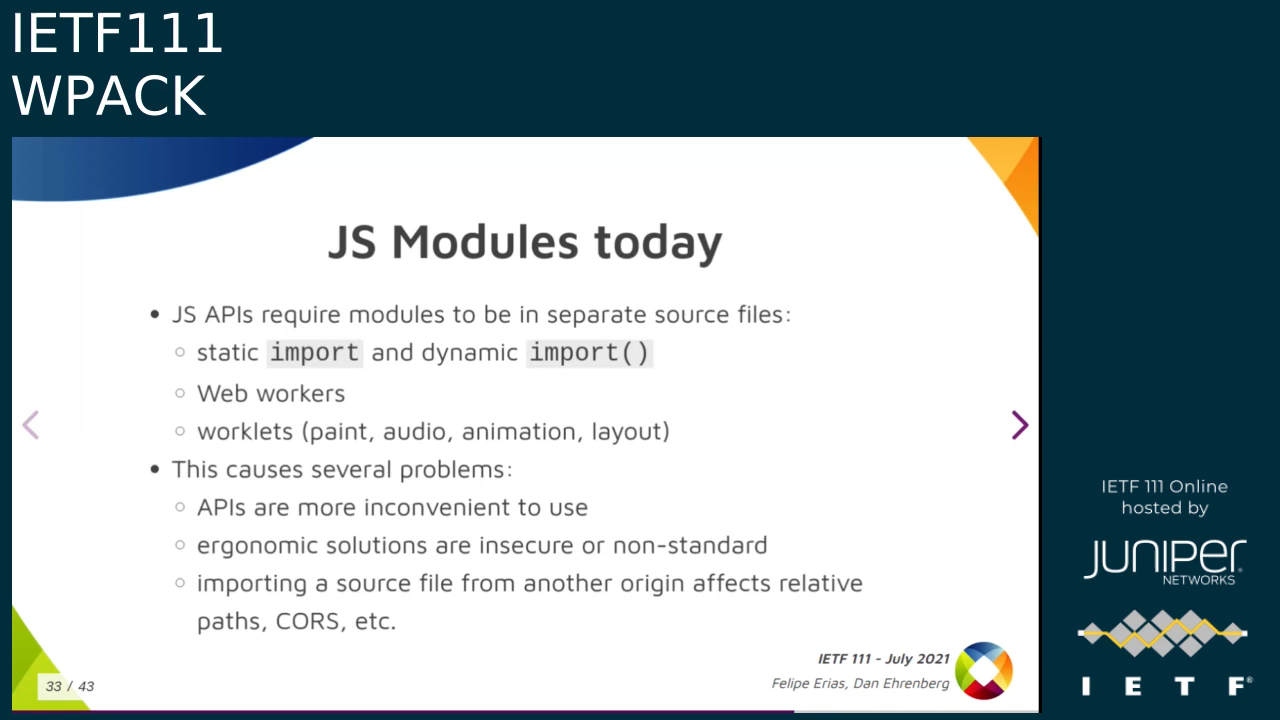 IETF111
WPACK
JS Modules today
• JS APIs require modules to be in separate source files:
○ static import and dynamic import()
○ Web workers
○ worklets (paint, audio, animation, layout)
• This causes several problems:
○ APIs are more inconvenient to use
○ ergonomic solutions are insecure or non-standard
○ importing a source file from another origin affects relative
paths, CORS, etc.
IETF 111 - July 2021
Felipe Erias, Dan Ehrenberg
33 / 43
IETF 111 Online
hosted by
JUNIPER
NETWORKS
I E T F®